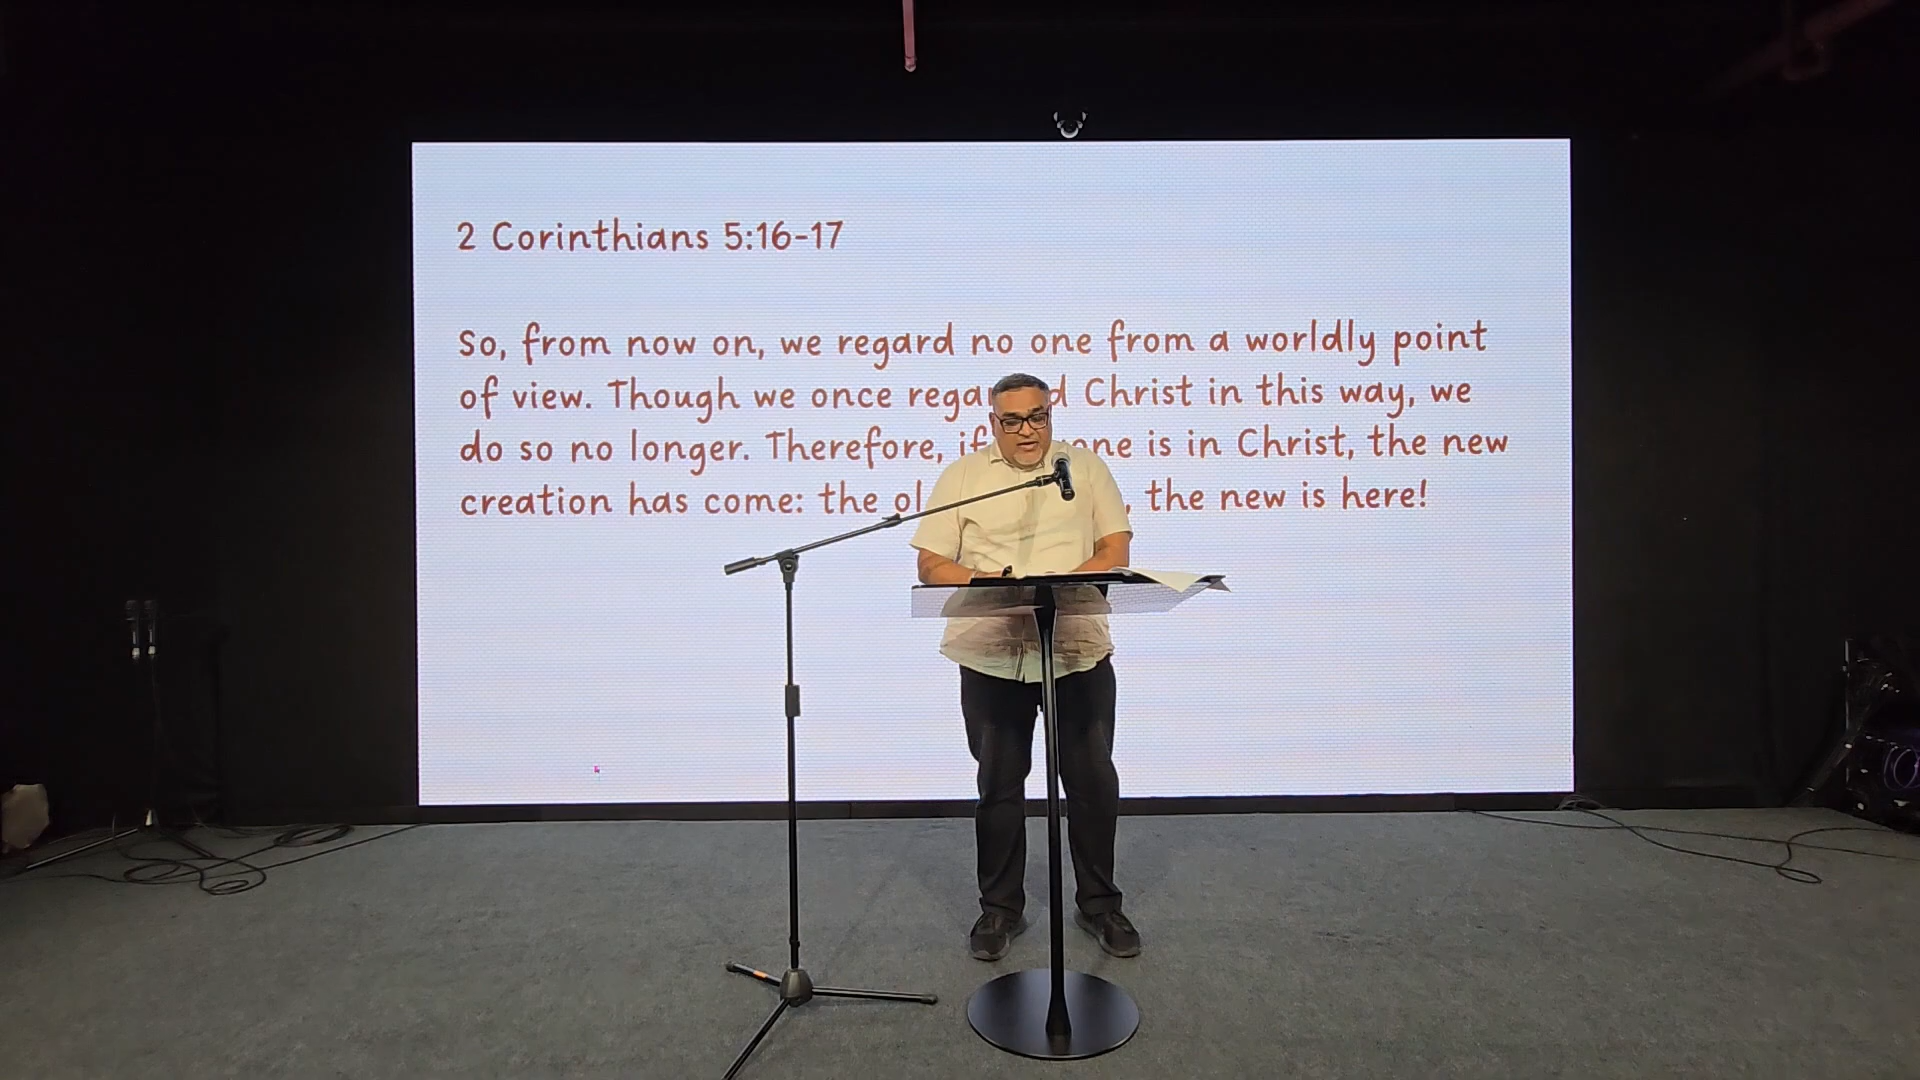 2 Corinthians 5:16-17
So, from now on, we regard no one from a worldly point
of view. Though we once regarded Christ in this way, we
do so no longer. Therefore, if is in Christ, the new
creation has come: the the new is here!